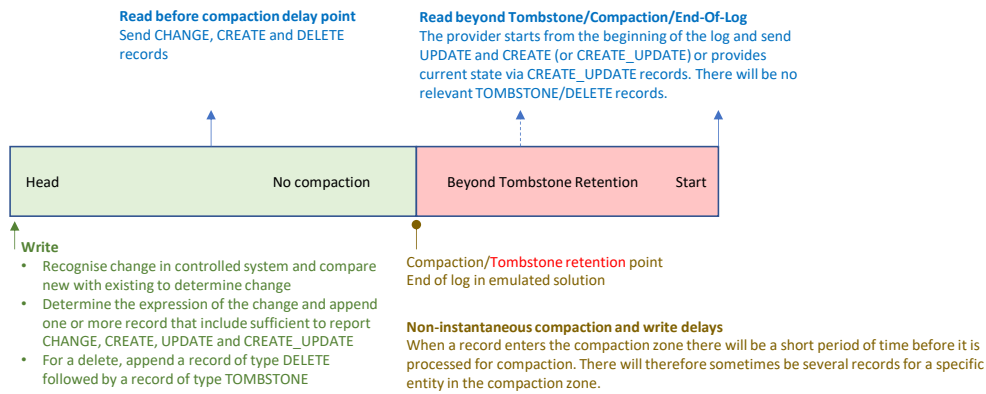 Read before compaction delay point
Send CHANGE, CREATE and DELETE
records
Read beyond Tombstone/Compaction/End-Of-Log
The provider starts from the beginning of the log and send
UPDATE and CREATE (or CREATE_UPDATE) or provides
current state via CREATE_UPDATE records. There will be no
relevant TOMBSTONE/DELETE records.
Head
No compaction
Beyond Tombstone Retention
Start
Write
• Recognise change in controlled system and compare
new with existing to determine change
• Determine the expression of the change and append
one or more record that include sufficient to report
CHANGE, CREATE, UPDATE and CREATE_UPDATE
• For a delete, append a record of type DELETE
followed by a record of type TOMBSTONE
Compaction/Tombstone retention point
End of log in emulated solution
Non-instantaneous compaction and write delays
When a record enters the compaction zone there will be a short period of time before it is
processed for compaction. There will therefore sometimes be several records for a specific
entity in the compaction zone.